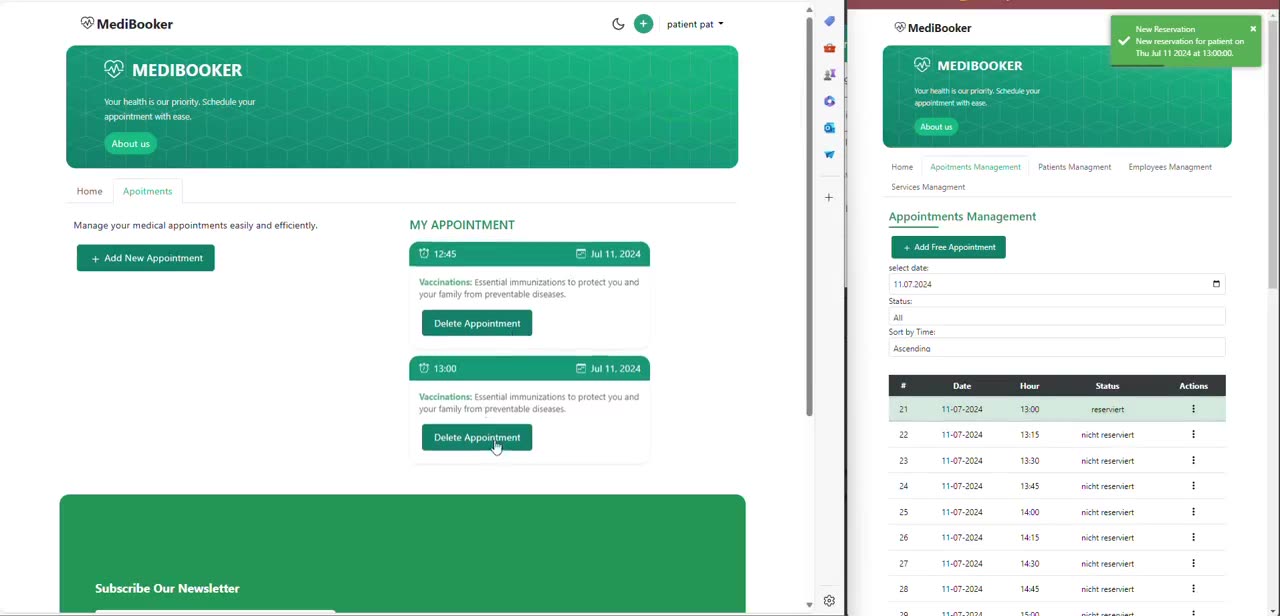 MediBooker
patient pat
MEDIBOOKER
Your health is our priority. Schedule your
appointment with ease.
About us
Home
Apoitments
Manage your medical appointments easily and efficiently.
+ Add New Appointment
MY APPOINTMENT
12:45
Jul 11, 2024
Vaccinations: Essential immunizations to protect you and
your family from preventable diseases.
Delete Appointment
13:00
Jul 11, 2024
Vaccinations: Essential immunizations to protect you and
your family from preventable diseases.
Delete Appointment
Subscribe Our Newsletter
MediBooker
New Reservation
New reservation for patient on
Thu Jul 11 2024 at 13:00:00.
MEDIBOOKER
Your health is our priority. Schedule your
appointment with ease.
About us
Home
Apoitments Management
Patients Managment
Employees Managment
Services Managment
Appointments Management
+ Add Free Appointment
select date:
11.07.2024
Status:
All
Sort by Time:
Ascending
# Date Hour Status Actions
21 11-07-2024 13:00 reserviert
22 11-07-2024 13:15 nicht reserviert
23 11-07-2024 13:30 nicht reserviert
24 11-07-2024 13:45 nicht reserviert
25 11-07-2024 14:00 nicht reserviert
26 11-07-2024 14:15 nicht reserviert
27 11-07-2024 14:30 nicht reserviert
28 11-07-2024 14:45 nicht reserviert
29 11-07-2024 15:00 nicht reserviert